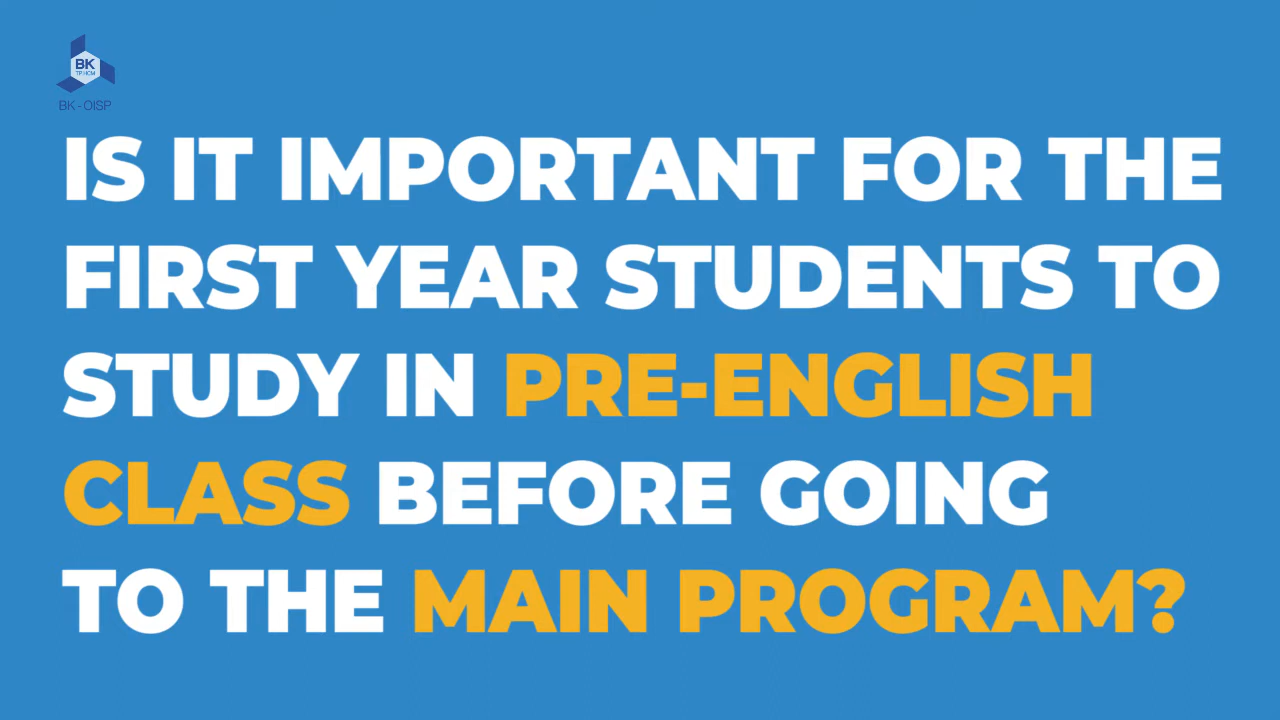 BK
TP.HCM
BK - OISP
IS IT IMPORTANT FOR THE
FIRST YEAR STUDENTS TO
STUDY IN PRE-ENGLISH
CLASS BEFORE GOING
TO THE MAIN PROGRAM?